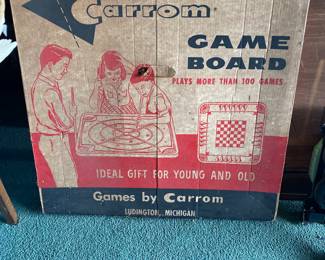 Carrom®
GAME
BOARD
PLAYS MORE THAN 100 GAMES
IDEAL GIFT FOR YOUNG AND OLD
Games by Carrom
LUDINGTON, MICHIGAN